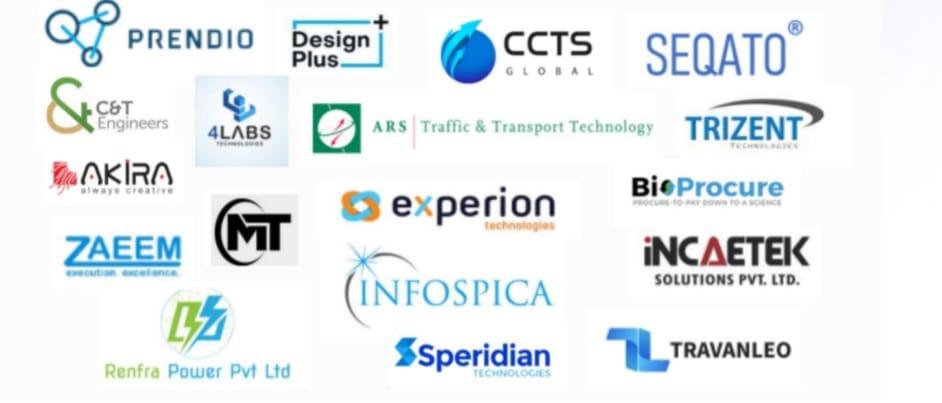 PRENDIO
Design
Plus
CCTS
GLOBAL
SEQATO®
C&T
Engineers
4LABS
TECHNOLOGIES
ARS Traffic & Transport Technology
TRIZENT
TECHNOLOGIES
AKIRA
always creative
experion
technologies
BioProcure
PROCURE-TO-PAY DOWN TO A SCIENCE
ZAEEM
execution. excellence.
MT
INFOSPICA
iNCAETEK
SOLUTIONS PVT. LTD.
Renfra Power Pvt Ltd
Speridian
TECHNOLOGIES
TRAVANLEO